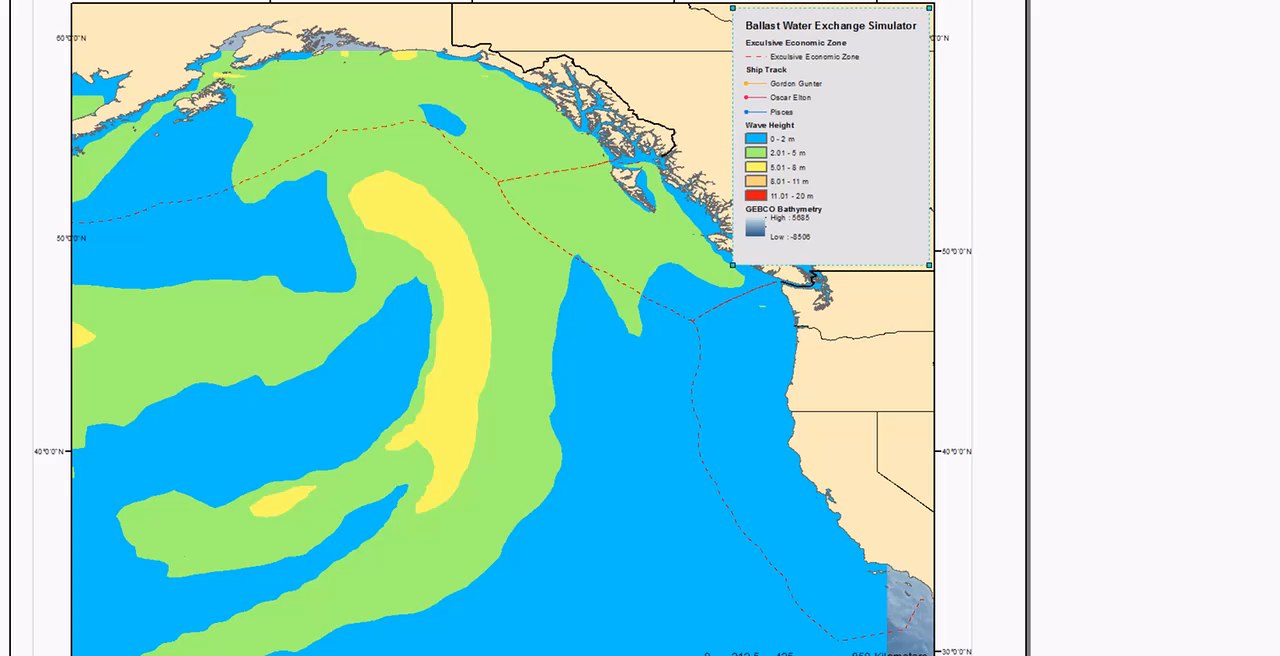 60°0'0"N
0'0"N
Ballast Water Exchange Simulator
Exculsive Economic Zone
Exculsive Economic Zone
Ship Track
Gordon Gunter
Oscar Elton
Pisces
Wave Height
0 - 2 m
2.01 - 5 m
5.01 - 8 m
8.01 - 11 m
11.01 - 20 m
GEBCO Bathymetry
High : 5685
Low : -8506
50°0'0"N
50°0'0"N
40°0'0"N
40°0'0"N
30°0'0"N